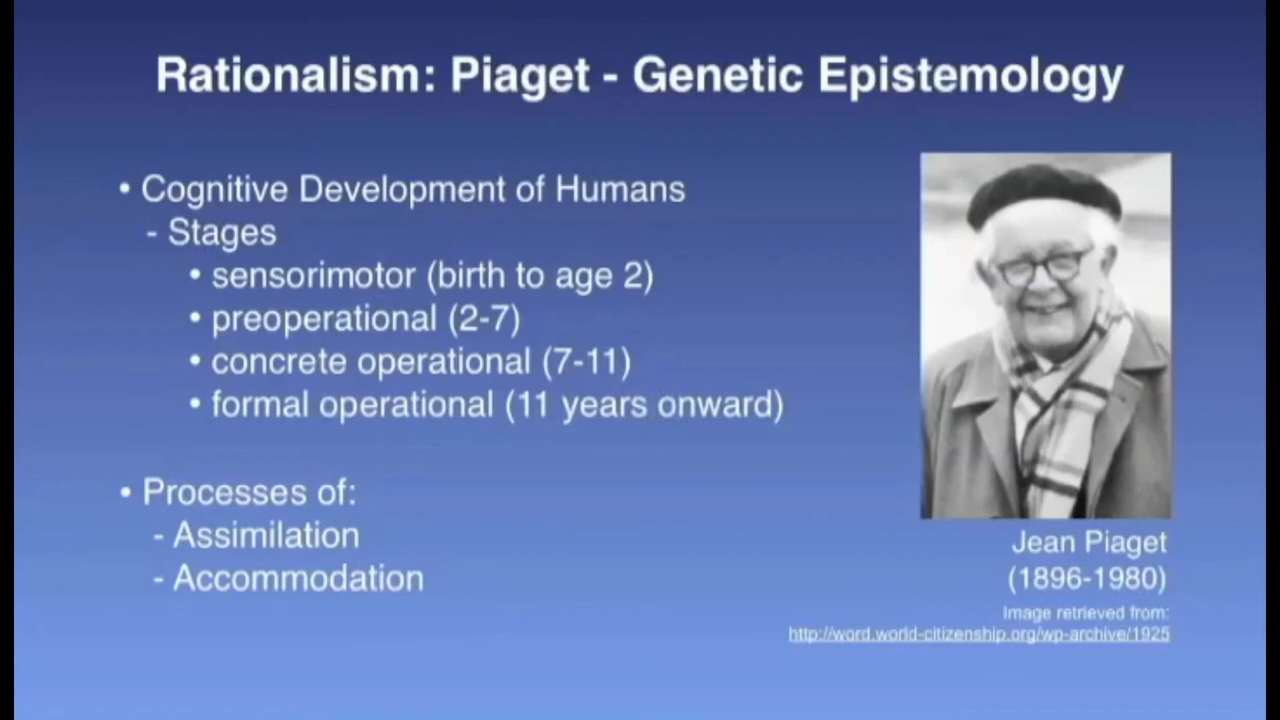 Rationalism: Piaget - Genetic Epistemology
• Cognitive Development of Humans
- Stages
• sensorimotor (birth to age 2)
• preoperational (2-7)
• concrete operational (7-11)
• formal operational (11 years onward)
• Processes of:
- Assimilation
- Accommodation
Jean Piaget
(1896-1980)
Image retrieved from:
http://word.world-citizenship.org/wp-archive/1925